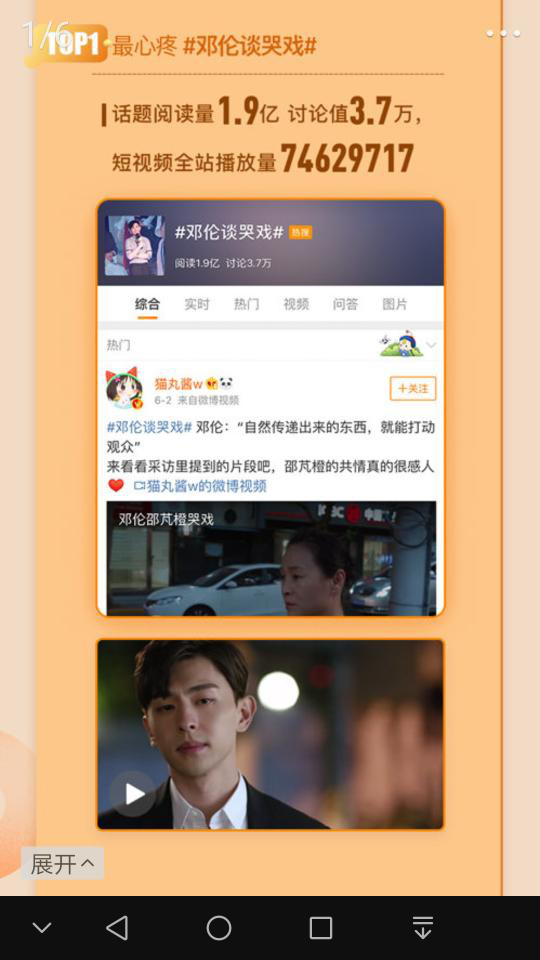 1/6
TOP1 最心疼 #邓伦谈哭戏#
话题阅读量1.9亿 讨论值3.7万，
短视频全站播放量74629717
#邓伦谈哭戏# 热搜
阅读1.9亿 讨论3.7万
综合 实时 热门 视频 问答 图片
热门
猫丸酱w
+关注
6-2 来自微博视频
#邓伦谈哭戏# 邓伦：“自然传递出来的东西，就能打动
观众”
来看看采访里提到的片段吧，邵芃橙的共情真的很感人
猫丸酱w的微博视频
邓伦邵芃橙哭戏
展开